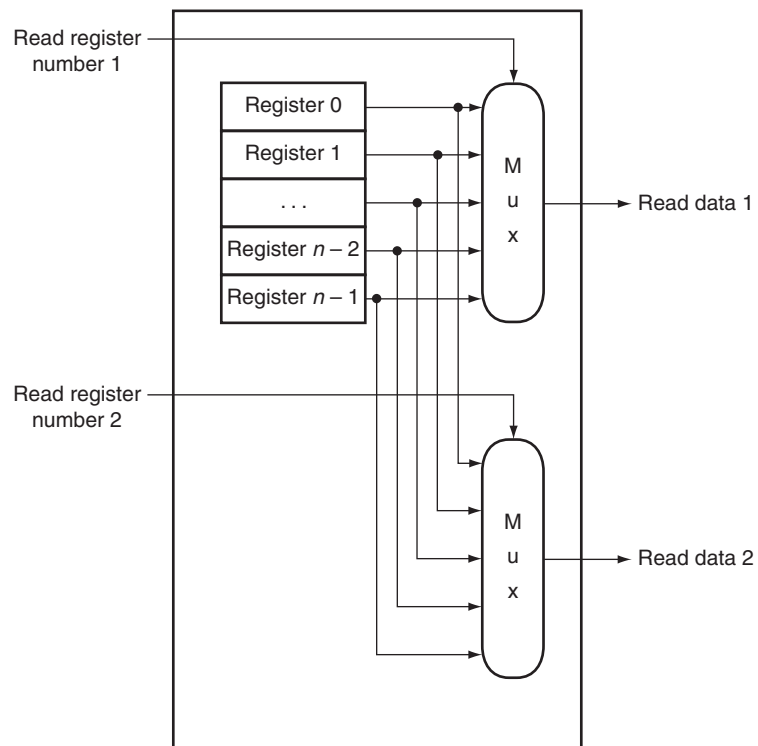 Read register
number 1
Register 0
Register 1
. . .
Register n – 2
Register n – 1
M
u
x
Read data 1
Read register
number 2
M
u
x
Read data 2